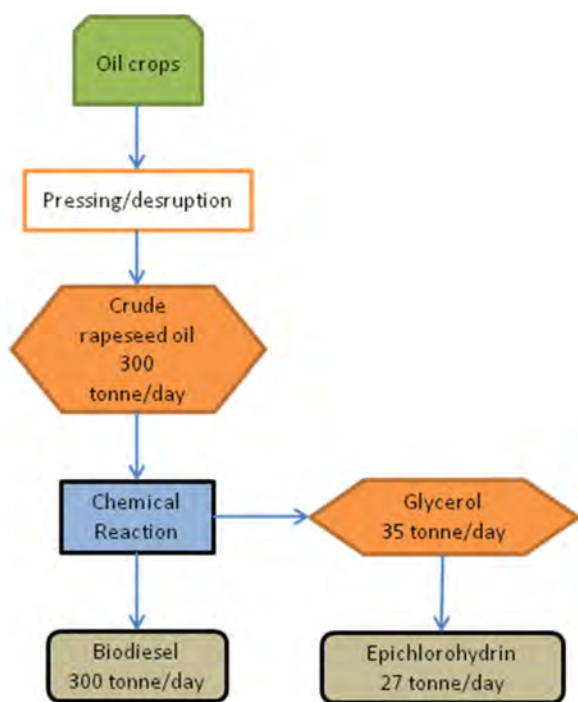 Oil crops
Pressing/desruption
Crude
rapeseed oil
300
tonne/day
Chemical
Reaction
Glycerol
35 tonne/day
Biodiesel
300 tonne/day
Epichlorohydrin
27 tonne/day